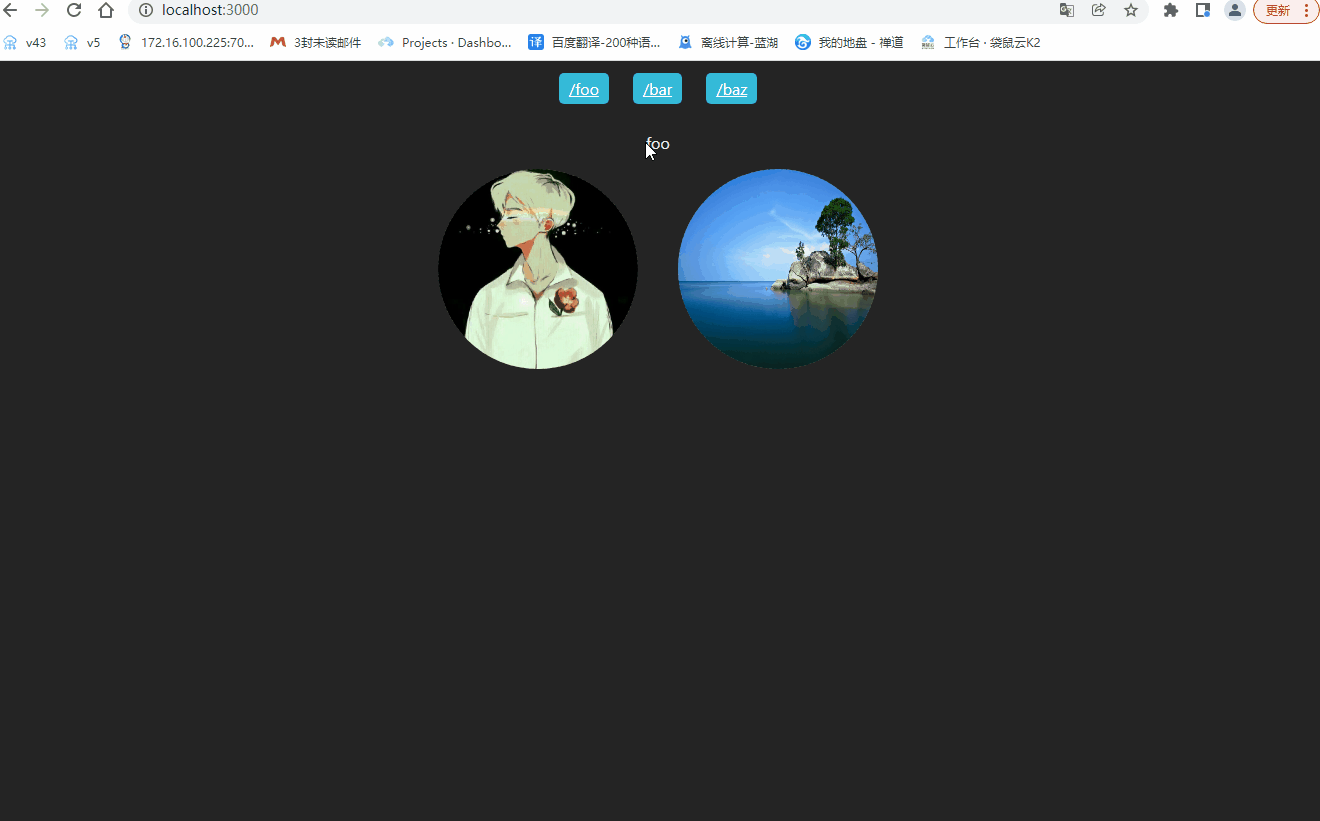 localhost:3000
更新
v43 v5 172.16.100.225:70... 3封未读邮件 Projects · Dashbo... 译 百度翻译-200种语... 离线计算-蓝湖 我的地盘 - 禅道 工作台 · 袋鼠云K2
/foo /bar /baz
foo